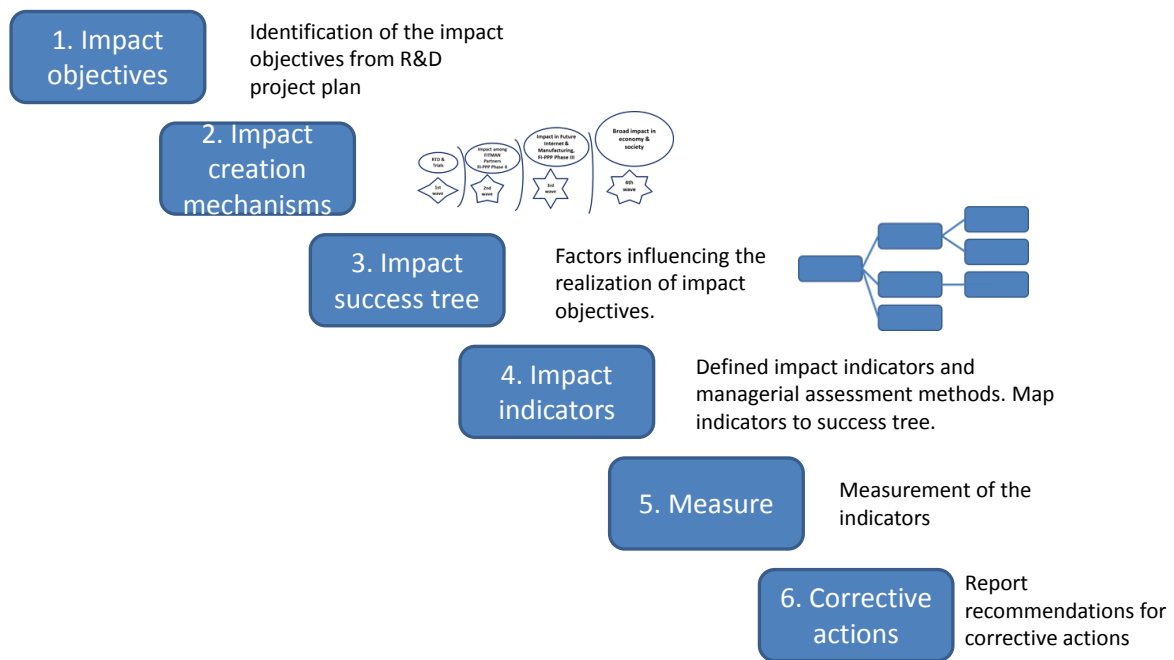 1. Impact
objectives
Identification of the impact
objectives from R&D
project plan
2. Impact
creation
mechanisms
RTD &
Trials
1st
wave
Impact among
FITMAN
Partners
FI-PPP Phase II
2nd
wave
Impact in Future
Internet &
Manufacturing,
FI-PPP Phase III
3rd
wave
Broad impact in
economy &
society
4th
wave
3. Impact
success tree
Factors influencing the
realization of impact
objectives.
4. Impact
indicators
Defined impact indicators and
managerial assessment methods. Map
indicators to success tree.
5. Measure
Measurement of the
indicators
6. Corrective
actions
Report
recommendations for
corrective actions